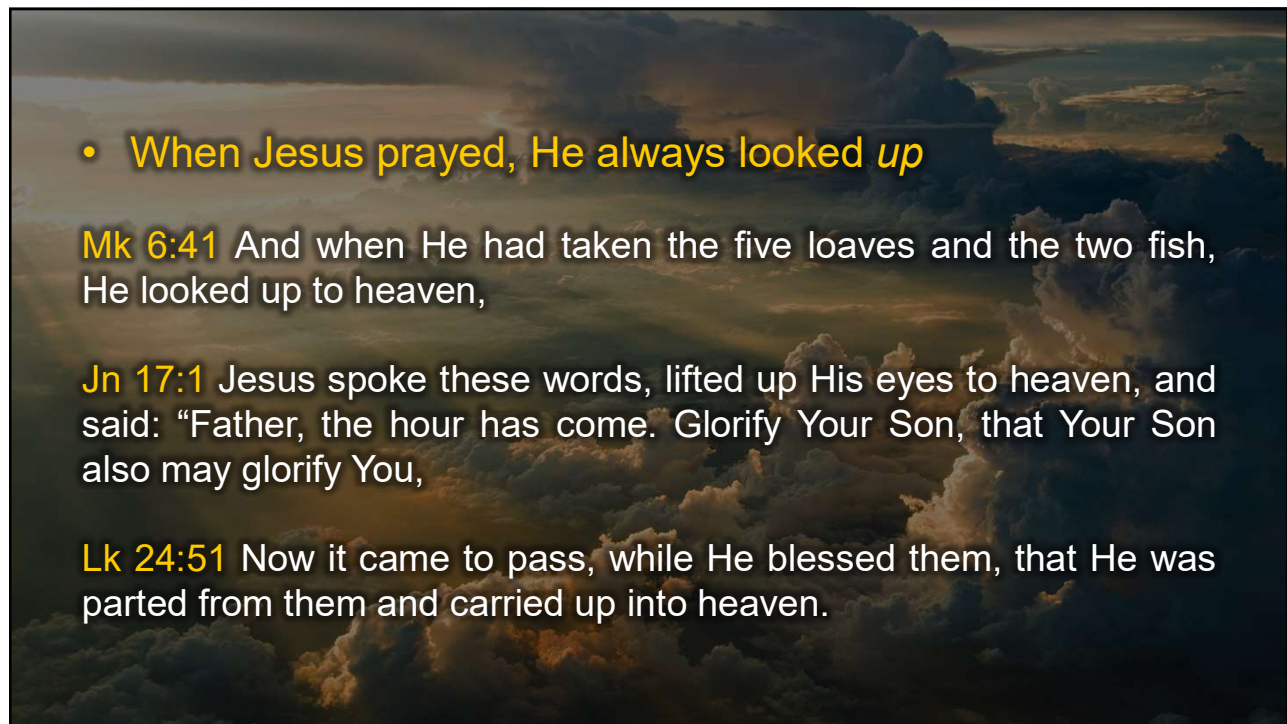 • When Jesus prayed, He always looked up
Mk 6:41 And when He had taken the five loaves and the two fish,
He looked up to heaven,
Jn 17:1 Jesus spoke these words, lifted up His eyes to heaven, and
said: “Father, the hour has come. Glorify Your Son, that Your Son
also may glorify You,
Lk 24:51 Now it came to pass, while He blessed them, that He was
parted from them and carried up into heaven.